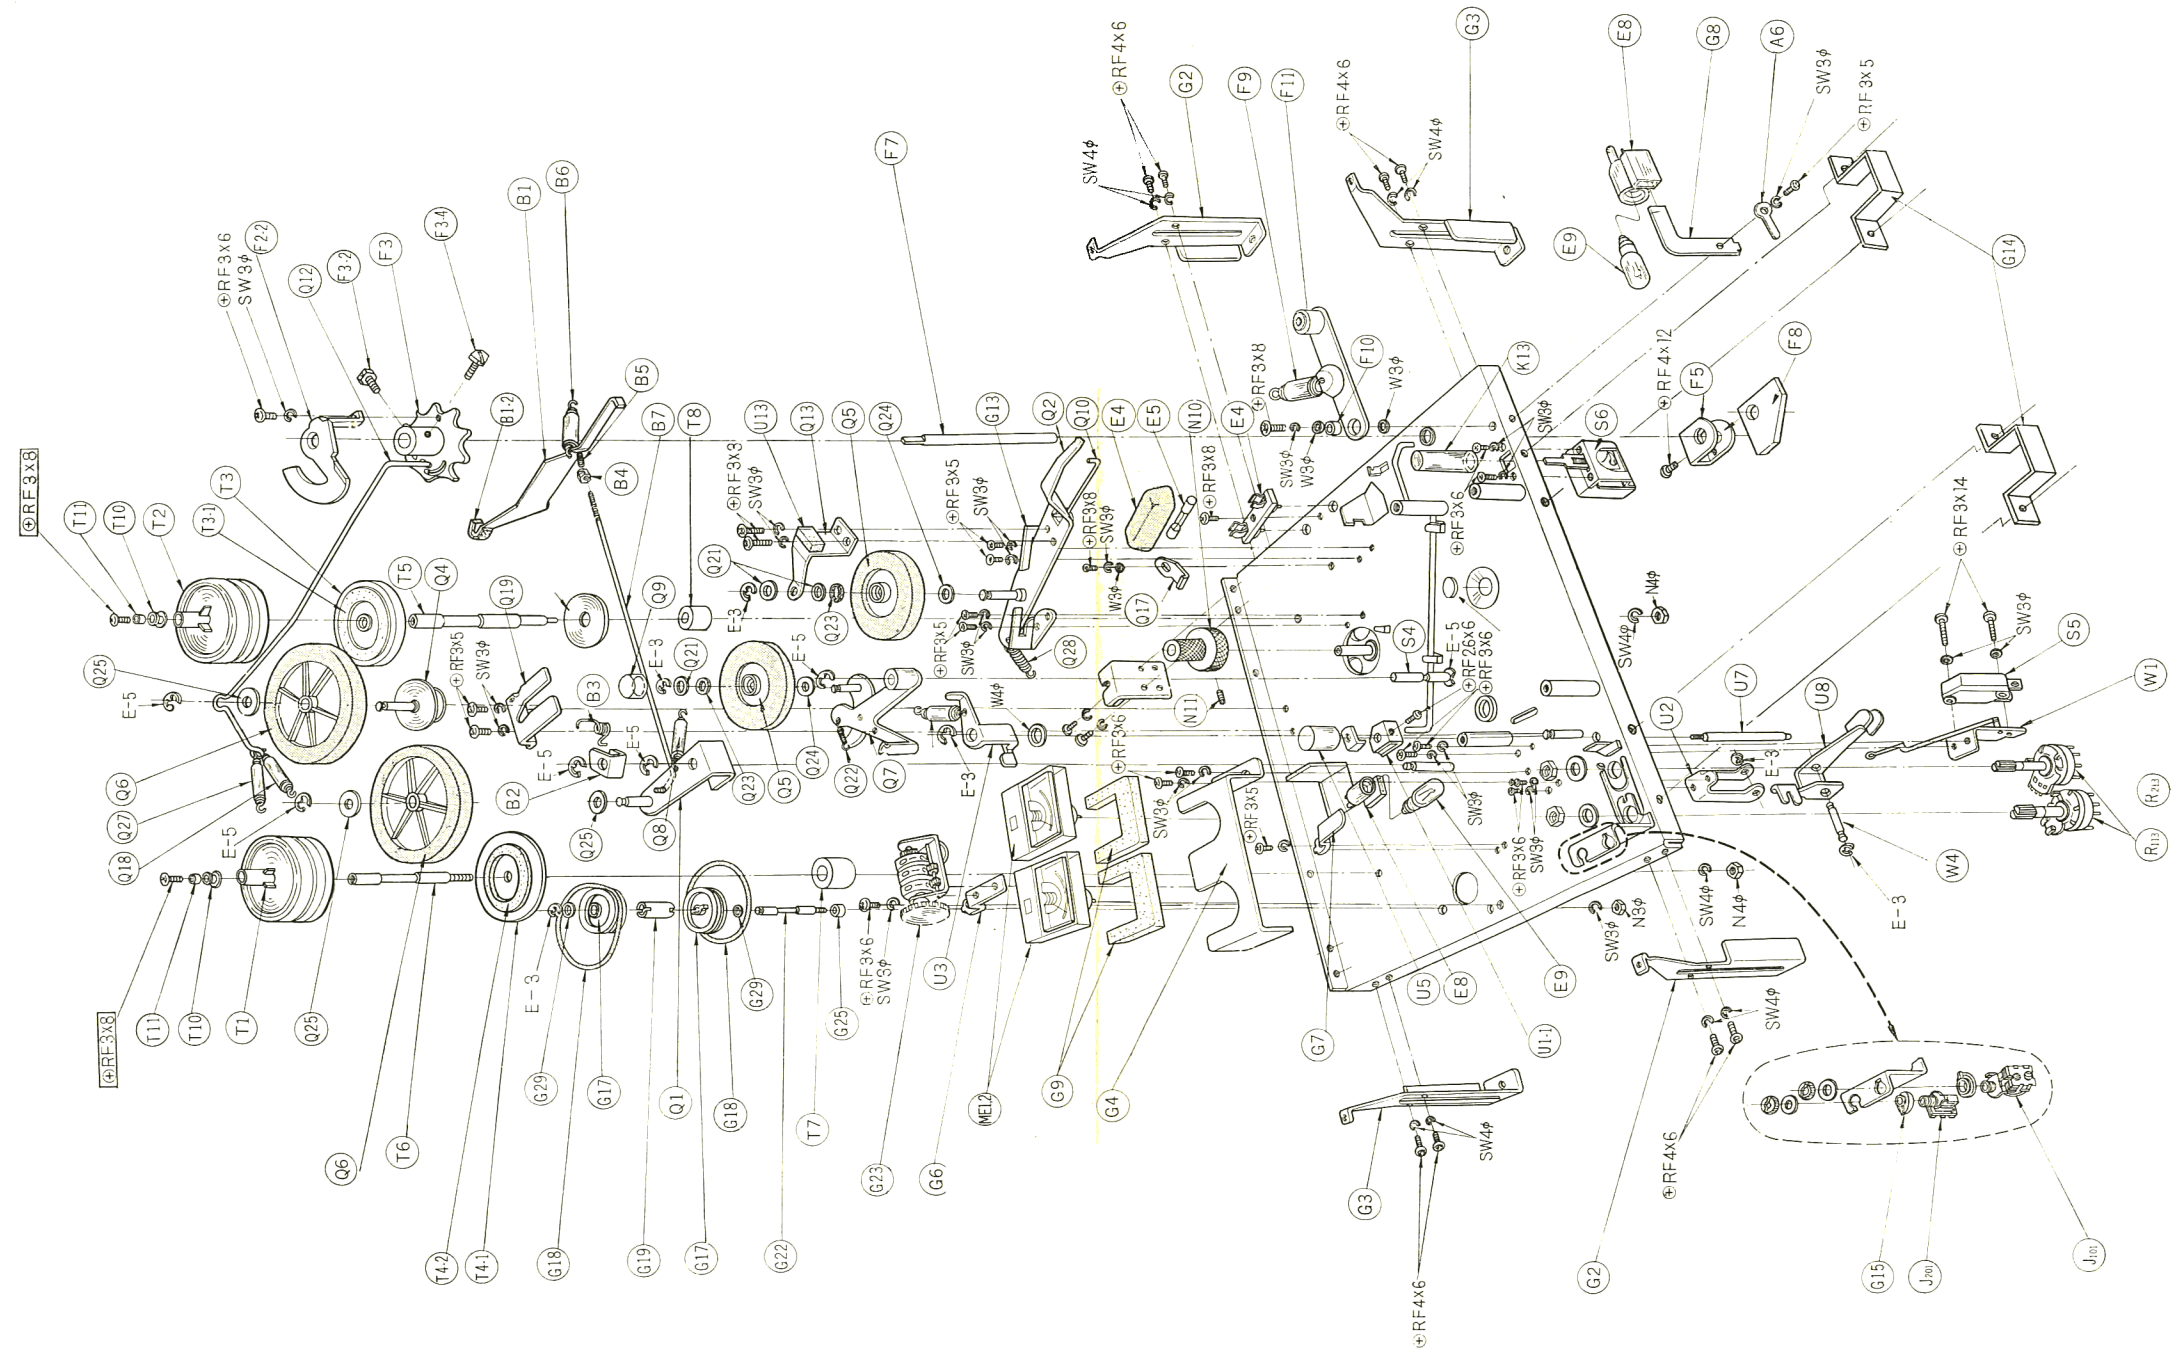 ⊕RF3x8
T11
T10
T2
T3
T3-1
T5
Q4
Q19
⊕RF3x5
SW3φ
Q25
E-5
Q6
Q27
Q18
E-5
⊕RF3x8
T11
T10
T1
Q25
Q6
T6
T4-2
T4-1
G18
G29
E-3
G17
G19
Q1
G17
G18
G29
G22
T7
G25
⊕RF3x6
SW3φ
G23
U3
G6
ME1,2
G9
G4
⊕RF3x6
SW3φ
F2-2
Q12
F3-2
F3
F3-4
B1-2
B1
B6
B5
B4
B7
T8
Q9
E-3
Q21
B3
E-5
B2
E-5
Q25
Q8
Q23
Q5
Q24
E-5
Q22
Q7
E-3
W4φ
⊕RF3x3
SW3φ
U13
Q13
Q5
Q24
Q21
E-3
Q23
⊕RF3x5
SW3φ
G13
Q2
Q10
F7
⊕RF3x5
SW3φ
Q28
⊕RF3x8
SW3φ
W3φ
Q17
E4
E5
N10
⊕RF3x8
E4
N11
⊕RF3x6
SW3φ
⊕RF3x5
⊕RF4x6
SW4φ
G2
F9
F11
⊕RF3x8
SW3φ
W3φ
F10
W3φ
K13
⊕RF4x6
SW4φ
G3
E8
G8
A6
SW3φ
⊕RF3x5
E9
G14
⊕RF4x12
F5
F8
S6
SW3φ
⊕RF3x6
S4
E-5
⊕RF26x6
⊕RF3x6
SW3φ
⊕RF3x6
SW3φ
SW4φ
N4φ
⊕RF3x14
SW3φ
S5
W1
U7
U2
E-3
U8
R213
R113
W4
E-3
SW4φ
N4φ
SW3φ
N3φ
G7
U5
E8
U1-1
E9
G3
SW4φ
⊕RF4x6
G2
SW4φ
⊕RF4x6
G15
J201
J101